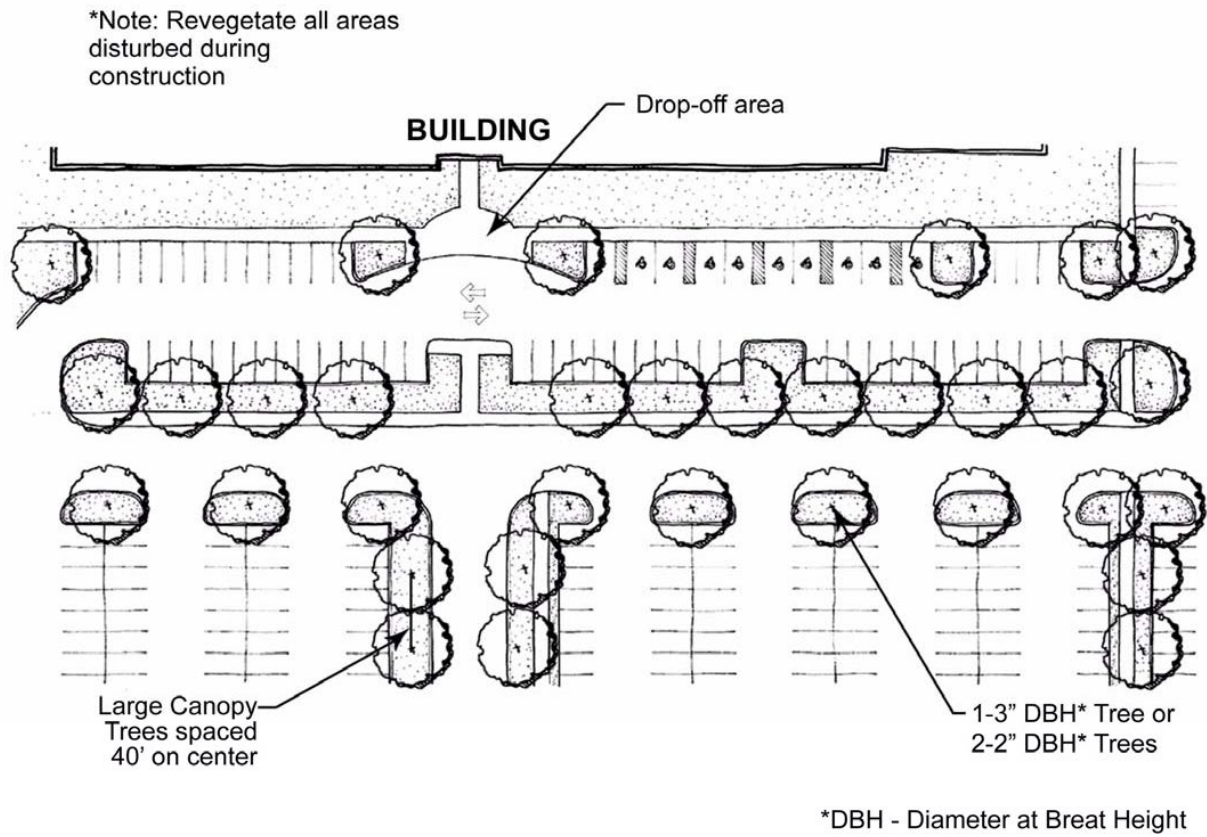 *Note: Revegetate all areas
disturbed during
construction
Drop-off area
BUILDING
Large Canopy
Trees spaced
40' on center
1-3” DBH* Tree or
2-2” DBH* Trees
*DBH - Diameter at Breat Height